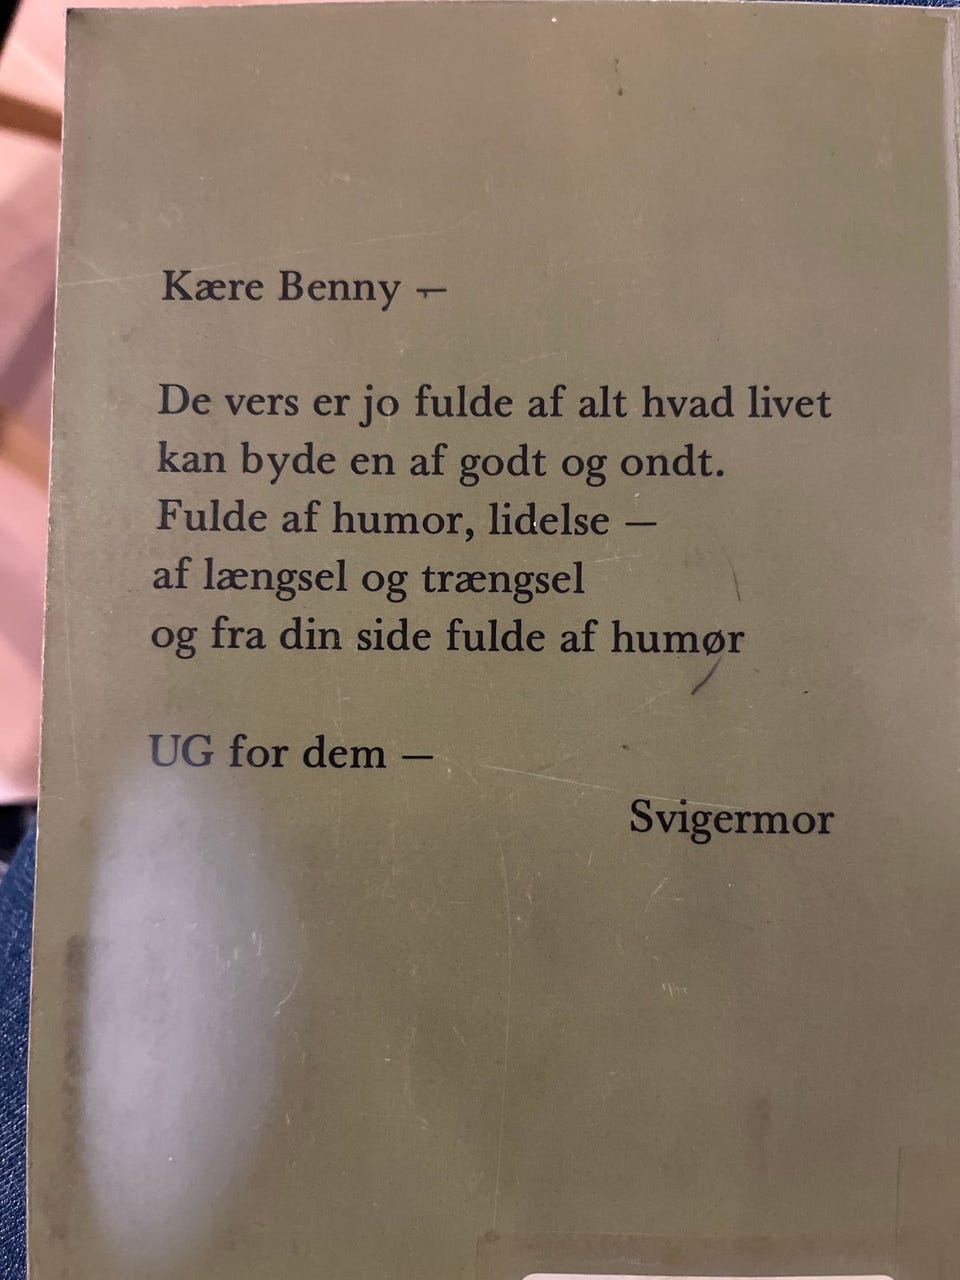 Kære Benny –
De vers er jo fulde af alt hvad livet
kan byde en af godt og ondt.
Fulde af humor, lidelse –
af længsel og trængsel
og fra din side fulde af humør
UG for dem –
Svigermor